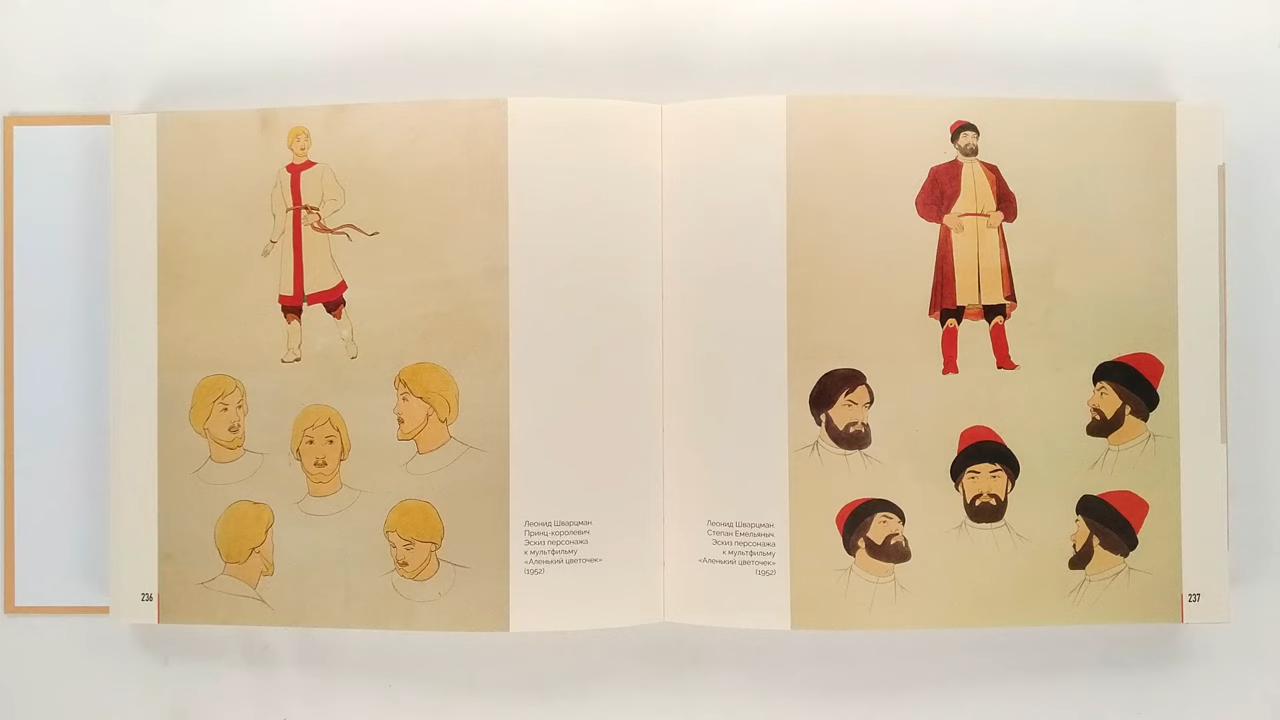 Леонид Шварцман.
Принц-королевич.
Эскиз персонажа
к мультфильму
«Аленький цветочек»
(1952)
236
Леонид Шварцман.
Степан Емельяныч.
Эскиз персонажа
к мультфильму
«Аленький цветочек»
(1952)
237